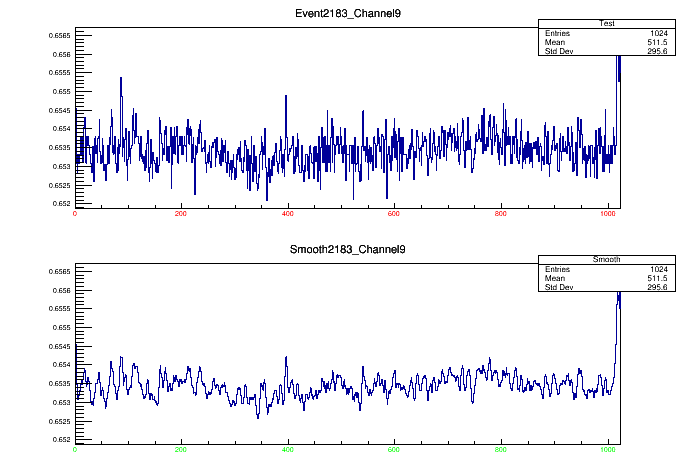 Event2183_Channel9
Test
Entries 1024
Mean 511.5
Std Dev 295.6
0.6565
0.656
0.6555
0.655
0.6545
0.654
0.6535
0.653
0.6525
0.652
0 200 400 600 800 1000
Smooth2183_Channel9
Smooth
Entries 1024
Mean 511.5
Std Dev 295.6
0.6565
0.656
0.6555
0.655
0.6545
0.654
0.6535
0.653
0.6525
0.652
0 200 400 600 800 1000